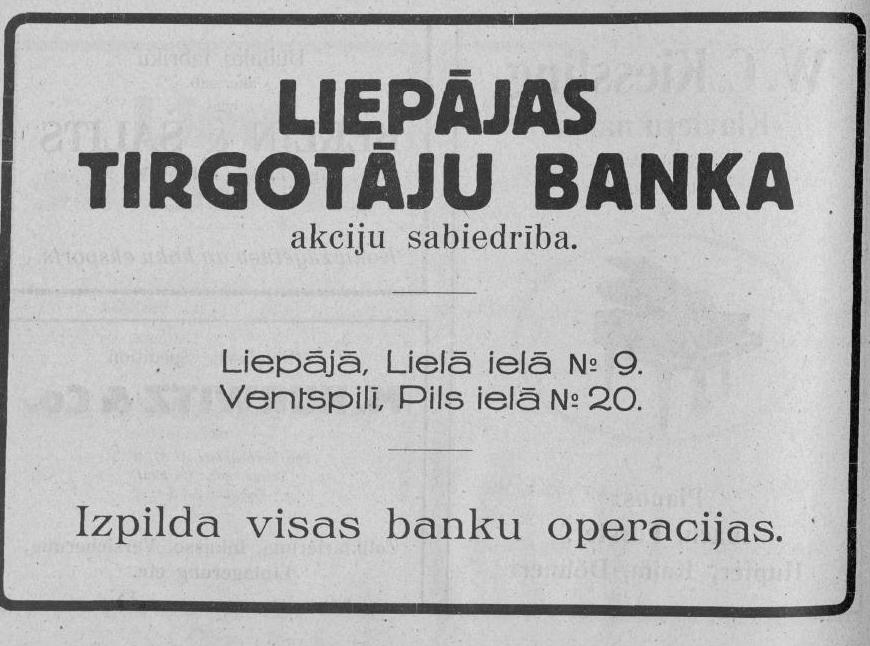 LIEPĀJAS
TIRGOTĀJU BANKA
akciju sabiedrība.
Liepājā, Lielā ielā № 9.
Ventspilī, Pils ielā № 20.
Izpilda visas banku operacijas.